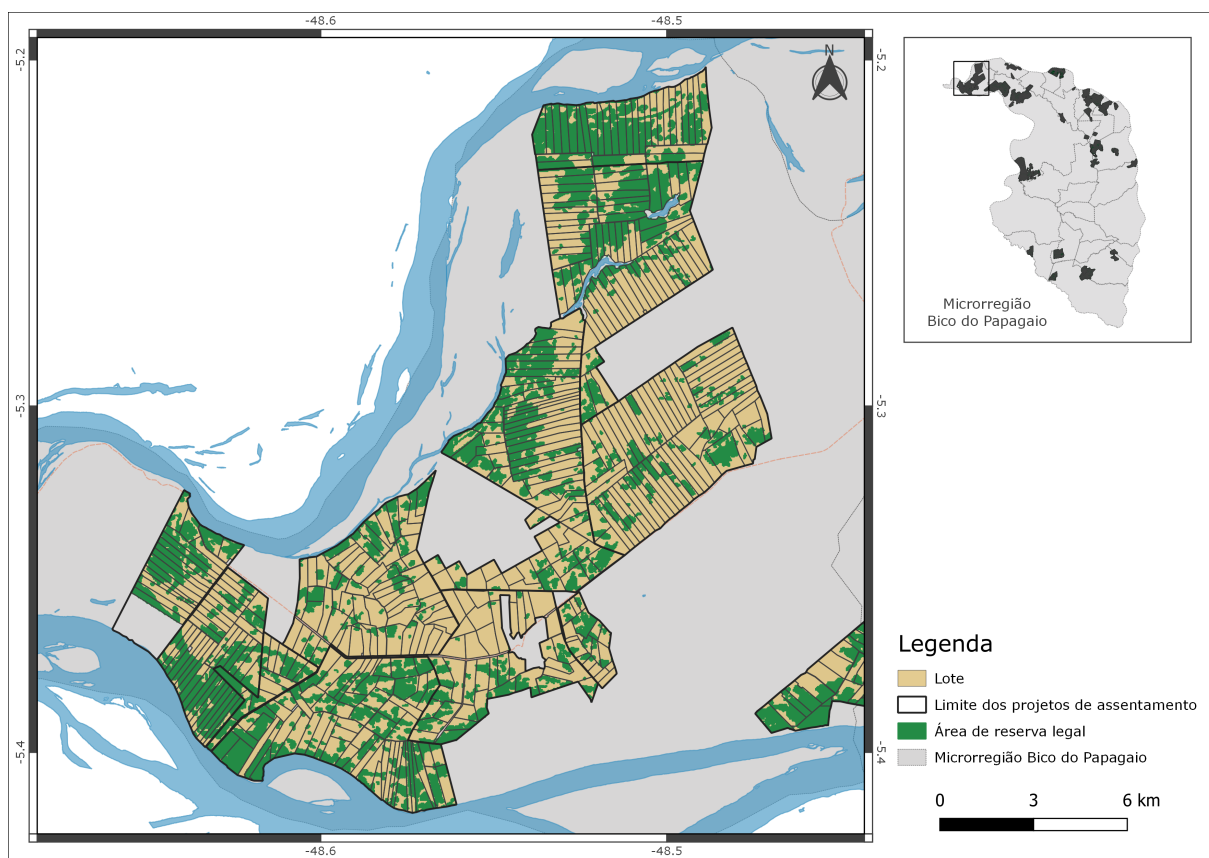 -48.6
-48.5
-5.2
-5.2
N
Microrregião
Bico do Papagaio
-5.3
-5.3
Legenda
Lote
Limite dos projetos de assentamento
Área de reserva legal
Microrregião Bico do Papagaio
-5.4
-5.4
0 3 6 km
-48.6
-48.5